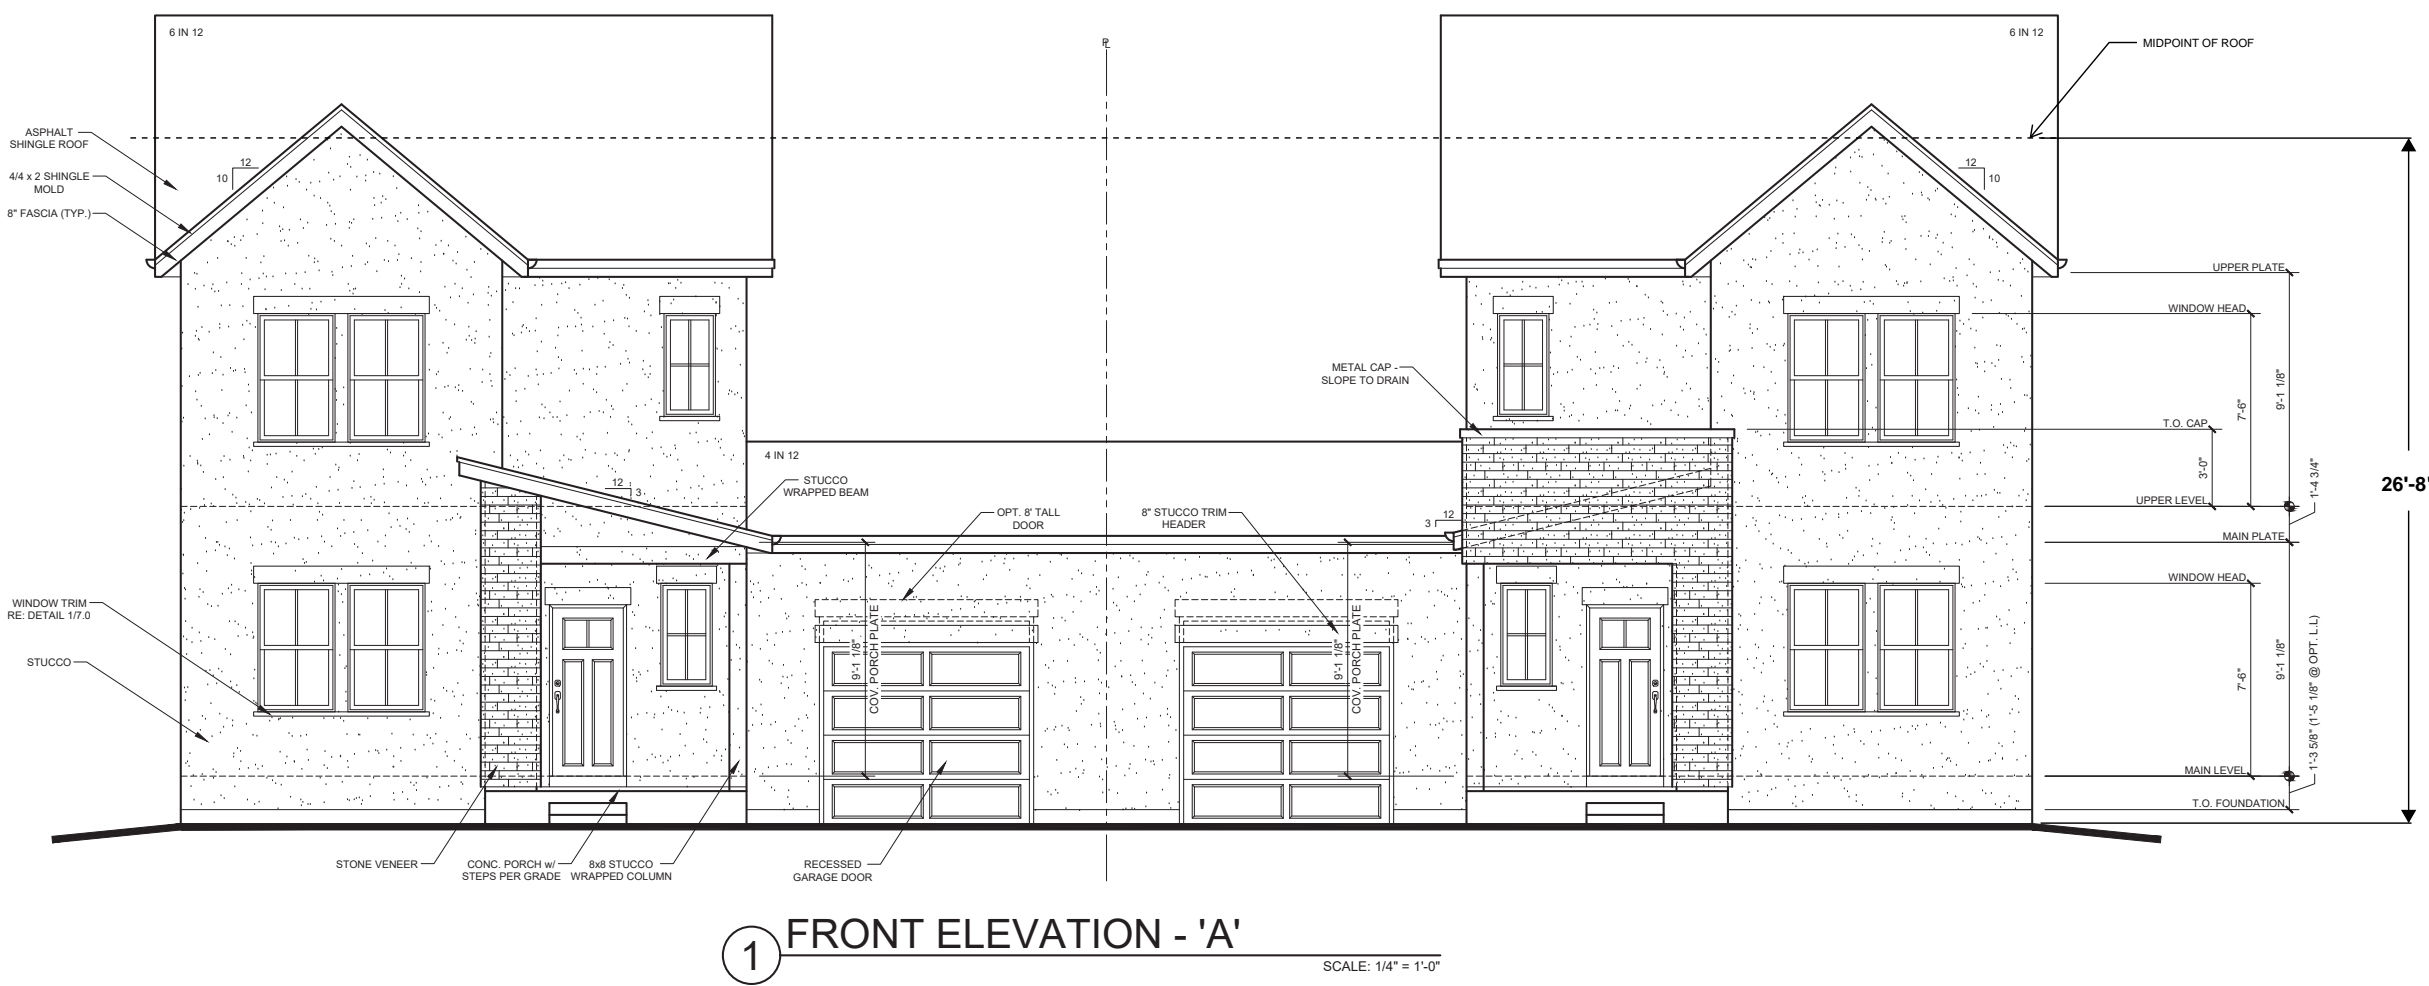 6 IN 12
6 IN 12
PL
MIDPOINT OF ROOF
ASPHALT
SHINGLE ROOF
12
10
4/4 x 2 SHINGLE
MOLD
8" FASCIA (TYP.)
12
10
UPPER PLATE
WINDOW HEAD
9'-1 1/8"
7'-6"
METAL CAP -
SLOPE TO DRAIN
T.O. CAP
3'-0"
1'-4 3/4"
26'-8'
UPPER LEVEL
4 IN 12
12
3
STUCCO
WRAPPED BEAM
OPT. 8' TALL
DOOR
8" STUCCO TRIM
HEADER
12
3
MAIN PLATE
WINDOW HEAD
WINDOW TRIM
RE: DETAIL 1/7.0
STUCCO
9'-1 1/8"
COV. PORCH PLATE
9'-1 1/8"
COV. PORCH PLATE
7'-6"
9'-1 1/8"
1'-3 5/8" (1'-5 1/8" @ OPT. L.L)
MAIN LEVEL
T.O. FOUNDATION
STONE VENEER
CONC. PORCH w/
STEPS PER GRADE
8x8 STUCCO
WRAPPED COLUMN
RECESSED
GARAGE DOOR
1
FRONT ELEVATION - 'A'
SCALE: 1/4" = 1'-0"